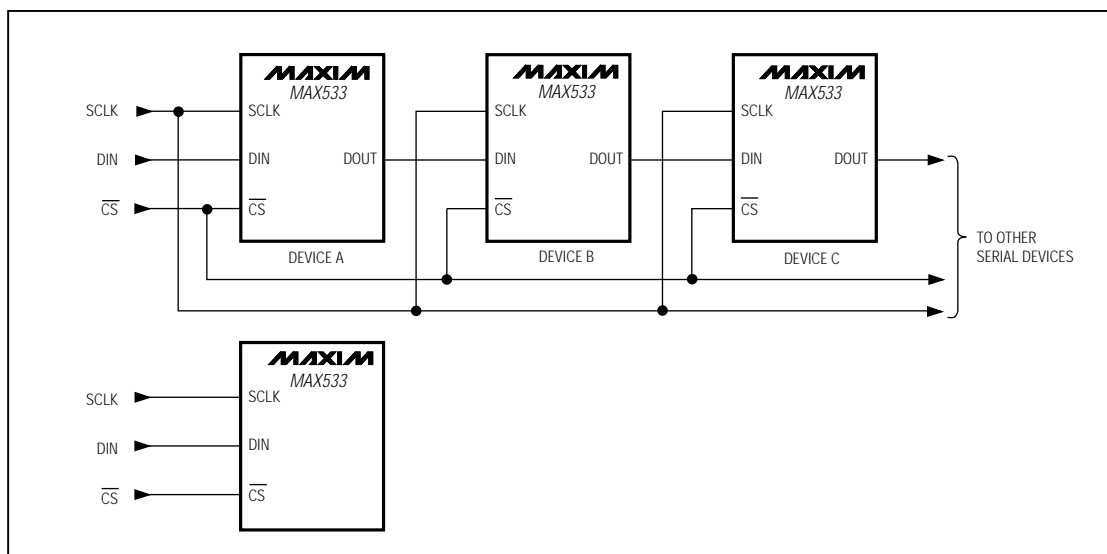 MAXIM
MAX533
SCLK
SCLK
DIN
DIN
DOUT
CS
CS
DEVICE A
MAXIM
MAX533
SCLK
DIN
DOUT
CS
DEVICE B
MAXIM
MAX533
SCLK
DIN
DOUT
CS
DEVICE C
TO OTHER
SERIAL DEVICES
MAXIM
MAX533
SCLK
SCLK
DIN
DIN
CS
CS